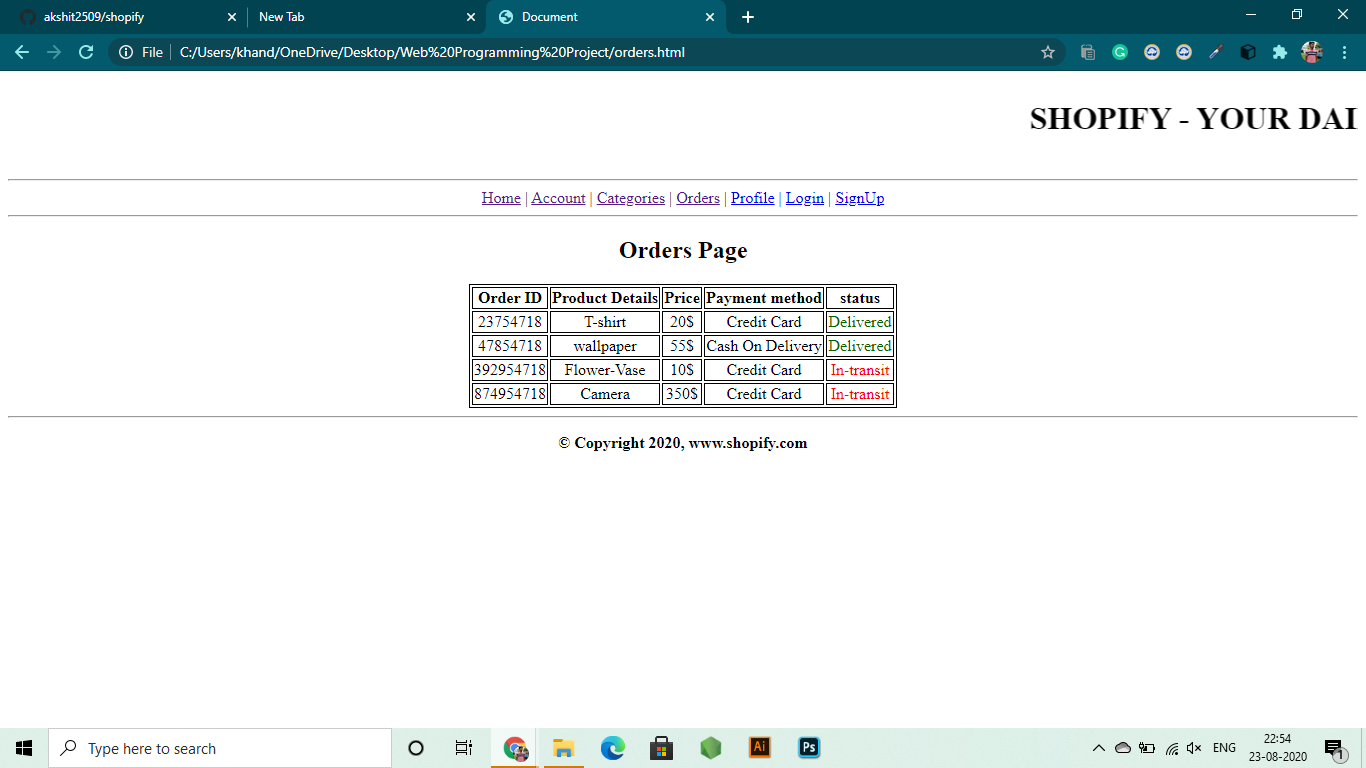 akshit2509/shopify New Tab Document
File C:/Users/khand/OneDrive/Desktop/Web%20Programming%20Project/orders.html
SHOPIFY - YOUR DAI
Home | Account | Categories | Orders | Profile | Login | SignUp
Orders Page
Order ID Product Details Price Payment method status
23754718 T-shirt 20$ Credit Card Delivered
47854718 wallpaper 55$ Cash On Delivery Delivered
392954718 Flower-Vase 10$ Credit Card In-transit
874954718 Camera 350$ Credit Card In-transit
© Copyright 2020, www.shopify.com
Type here to search Ai Ps ENG 22:54
23-08-2020 1